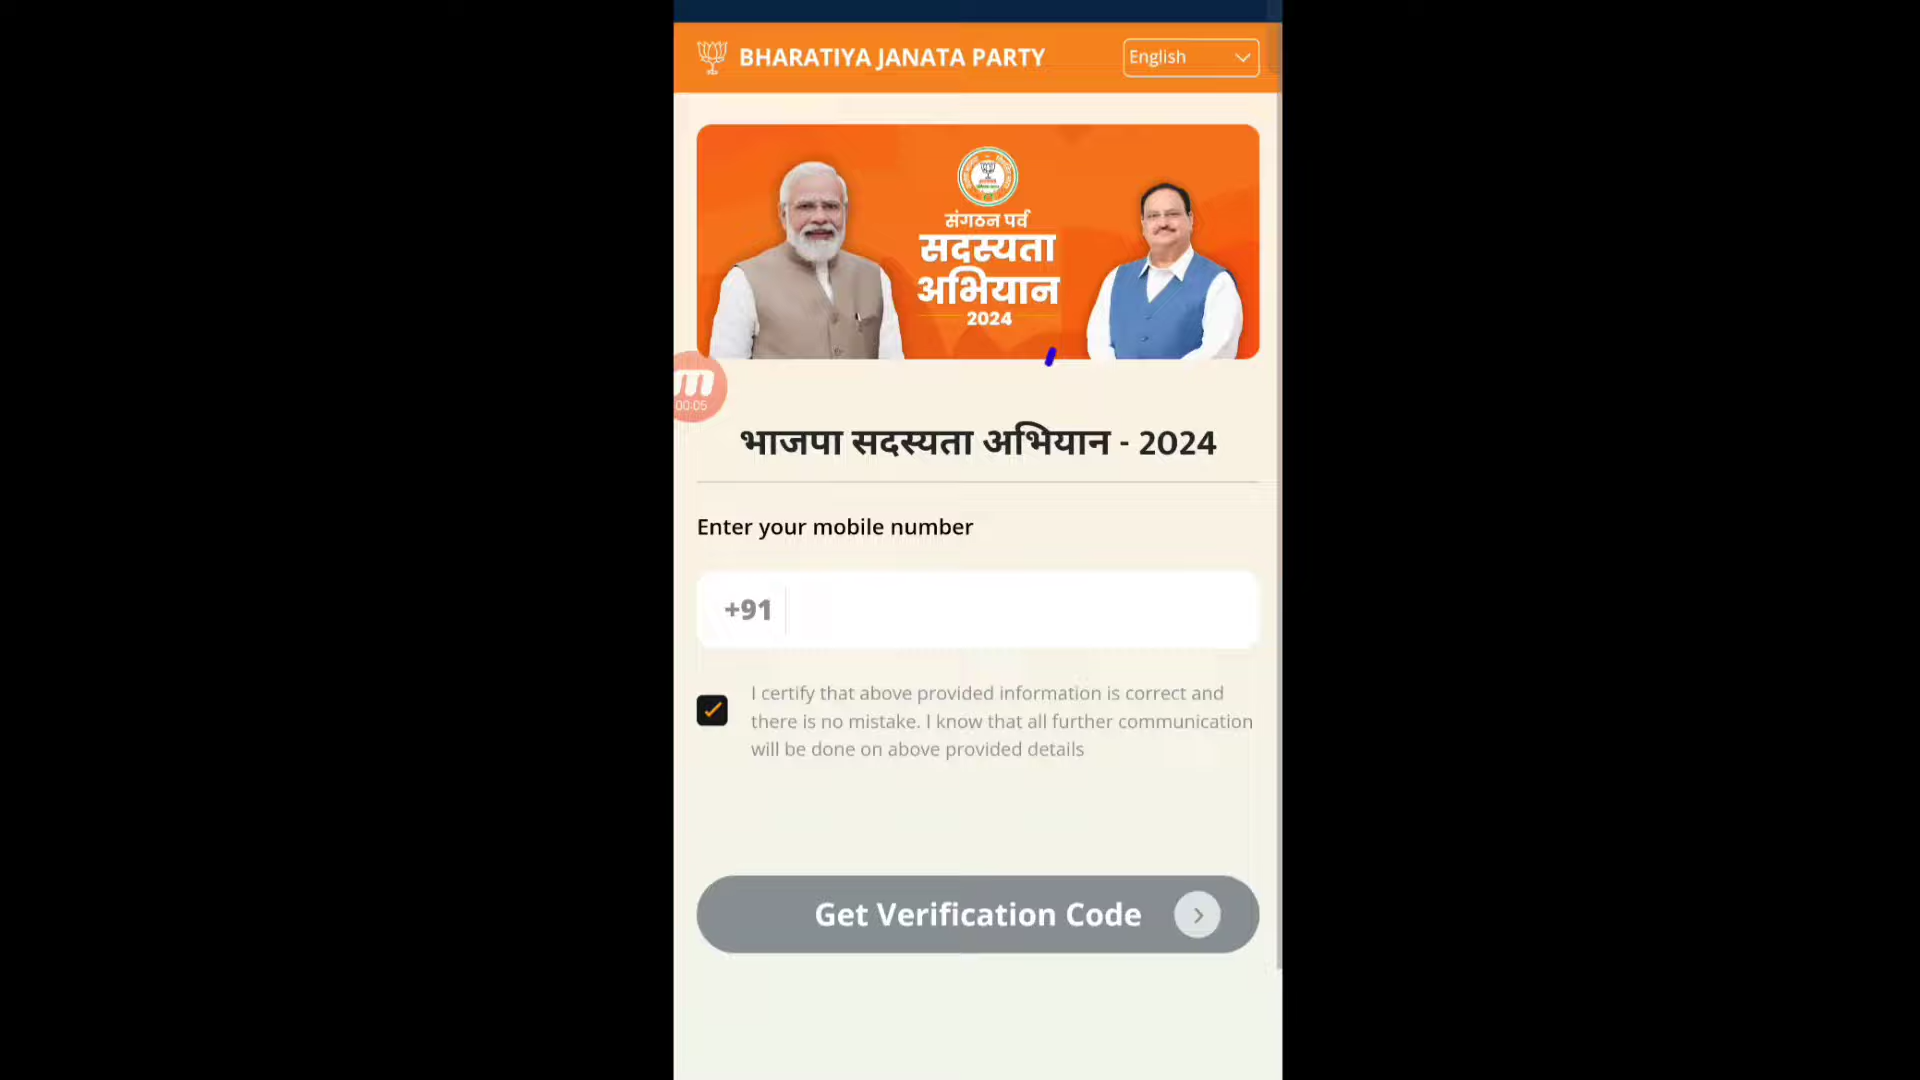 BHARATIYA JANATA PARTY
English
संगठन पर्व
सदस्यता
अभियान
2024
00:05
भाजपा सदस्यता अभियान - 2024
Enter your mobile number
+91
I certify that above provided information is correct and
there is no mistake. I know that all further communication
will be done on above provided details
Get Verification Code